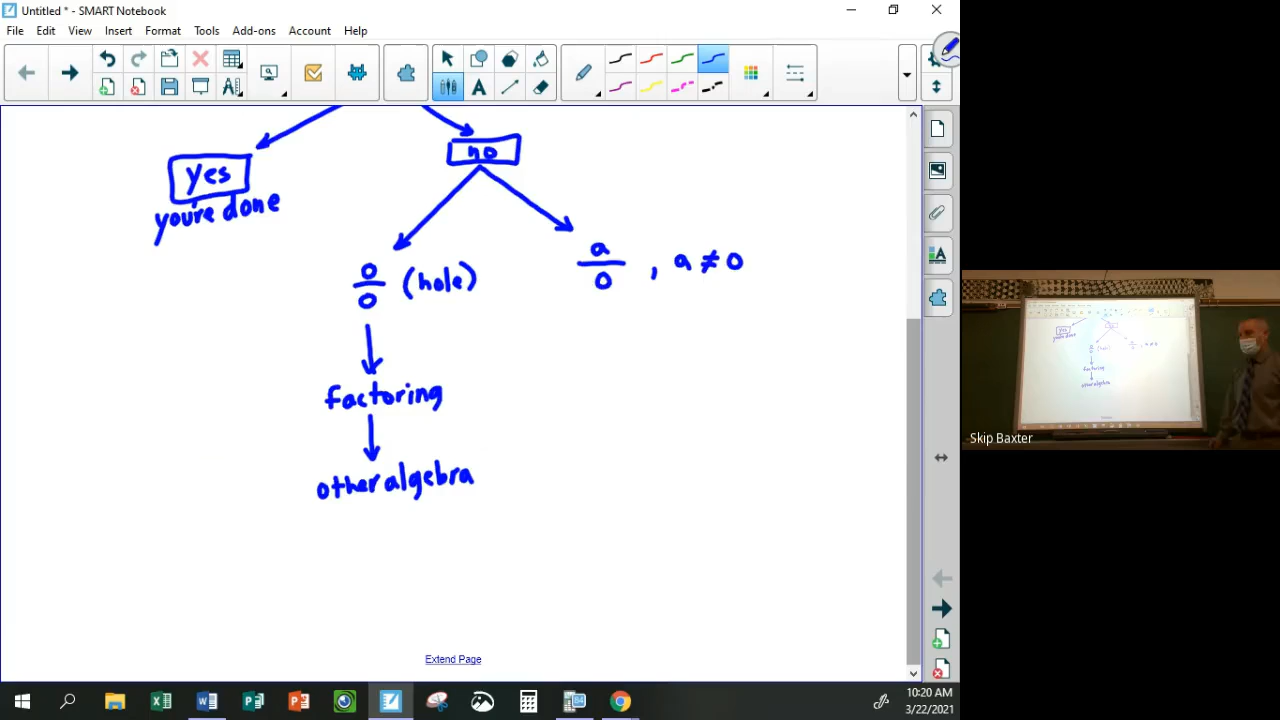 Untitled * - SMART Notebook
File Edit View Insert Format Tools Add-ons Account Help
no
yes
you're done
0/0 (hole)
a/0 , a ≠ 0
factoring
other algebra
Extend Page
Skip Baxter
10:20 AM
3/22/2021